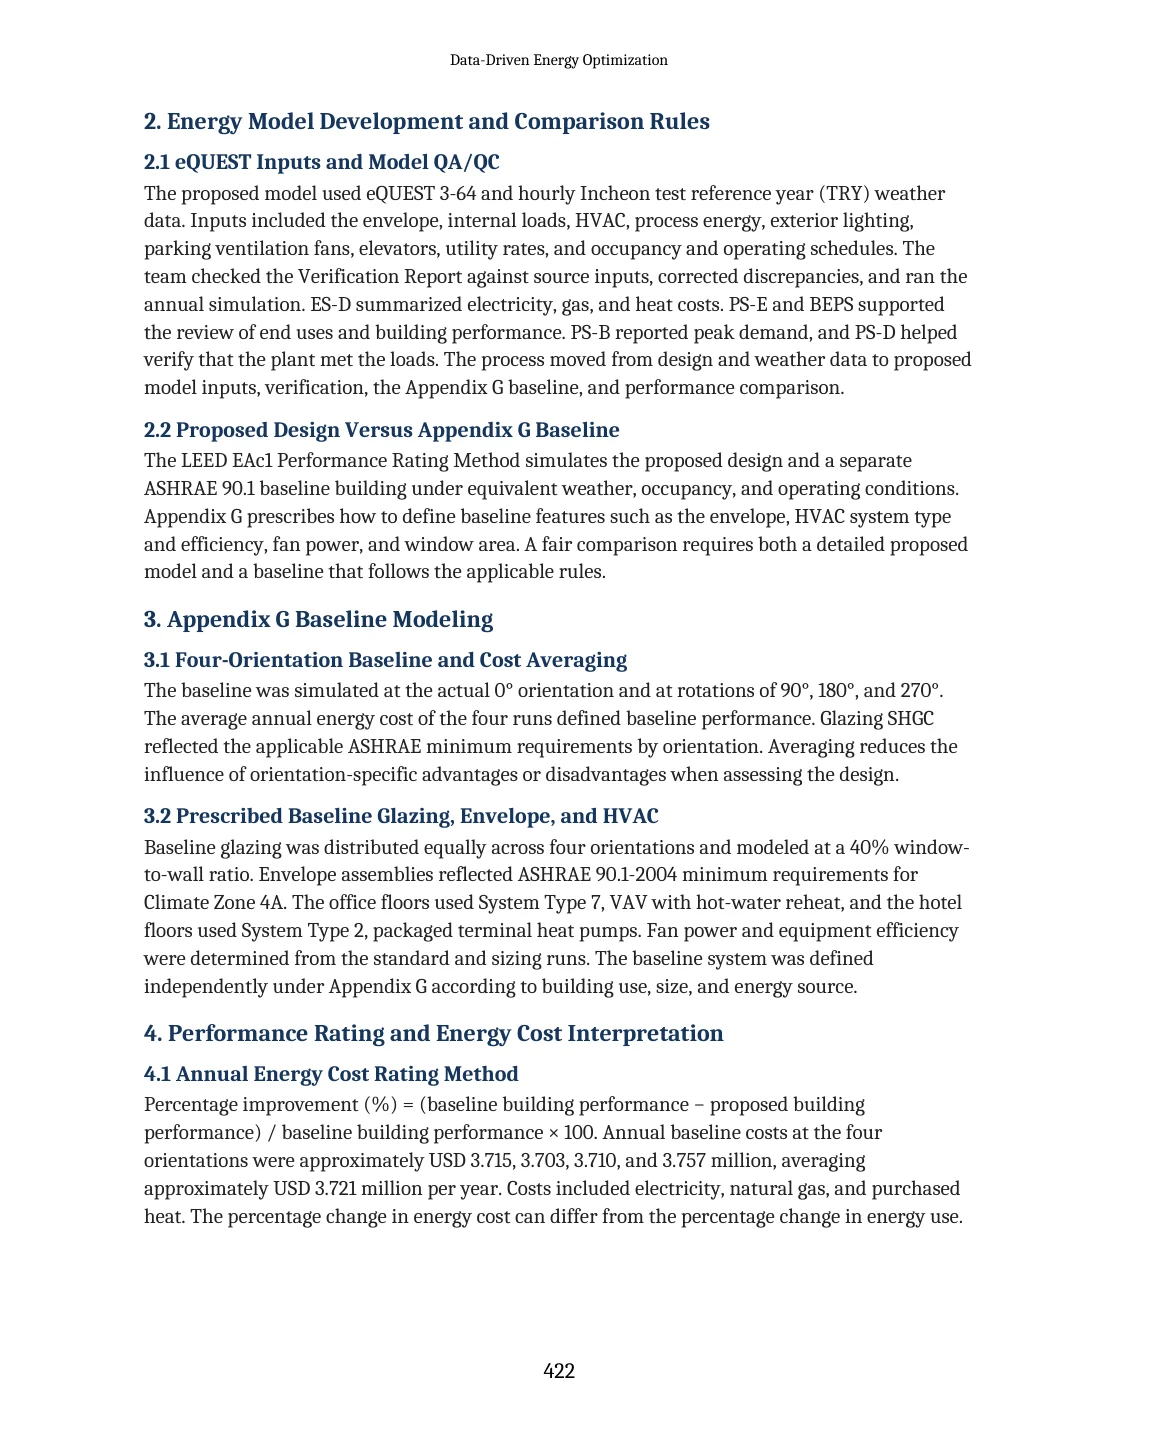 Data-Driven Energy Optimization
2. Energy Model Development and Comparison Rules
2.1 eQUEST Inputs and Model QA/QC
The proposed model used eQUEST 3-64 and hourly Incheon test reference year (TRY) weather
data. Inputs included the envelope, internal loads, HVAC, process energy, exterior lighting,
parking ventilation fans, elevators, utility rates, and occupancy and operating schedules. The
team checked the Verification Report against source inputs, corrected discrepancies, and ran the
annual simulation. ES-D summarized electricity, gas, and heat costs. PS-E and BEPS supported
the review of end uses and building performance. PS-B reported peak demand, and PS-D helped
verify that the plant met the loads. The process moved from design and weather data to proposed
model inputs, verification, the Appendix G baseline, and performance comparison.
2.2 Proposed Design Versus Appendix G Baseline
The LEED EAc1 Performance Rating Method simulates the proposed design and a separate
ASHRAE 90.1 baseline building under equivalent weather, occupancy, and operating conditions.
Appendix G prescribes how to define baseline features such as the envelope, HVAC system type
and efficiency, fan power, and window area. A fair comparison requires both a detailed proposed
model and a baseline that follows the applicable rules.
3. Appendix G Baseline Modeling
3.1 Four-Orientation Baseline and Cost Averaging
The baseline was simulated at the actual 0° orientation and at rotations of 90°, 180°, and 270°.
The average annual energy cost of the four runs defined baseline performance. Glazing SHGC
reflected the applicable ASHRAE minimum requirements by orientation. Averaging reduces the
influence of orientation-specific advantages or disadvantages when assessing the design.
3.2 Prescribed Baseline Glazing, Envelope, and HVAC
Baseline glazing was distributed equally across four orientations and modeled at a 40% window-
to-wall ratio. Envelope assemblies reflected ASHRAE 90.1-2004 minimum requirements for
Climate Zone 4A. The office floors used System Type 7, VAV with hot-water reheat, and the hotel
floors used System Type 2, packaged terminal heat pumps. Fan power and equipment efficiency
were determined from the standard and sizing runs. The baseline system was defined
independently under Appendix G according to building use, size, and energy source.
4. Performance Rating and Energy Cost Interpretation
4.1 Annual Energy Cost Rating Method
Percentage improvement (%) = (baseline building performance − proposed building
performance) / baseline building performance × 100. Annual baseline costs at the four
orientations were approximately USD 3.715, 3.703, 3.710, and 3.757 million, averaging
approximately USD 3.721 million per year. Costs included electricity, natural gas, and purchased
heat. The percentage change in energy cost can differ from the percentage change in energy use.
422